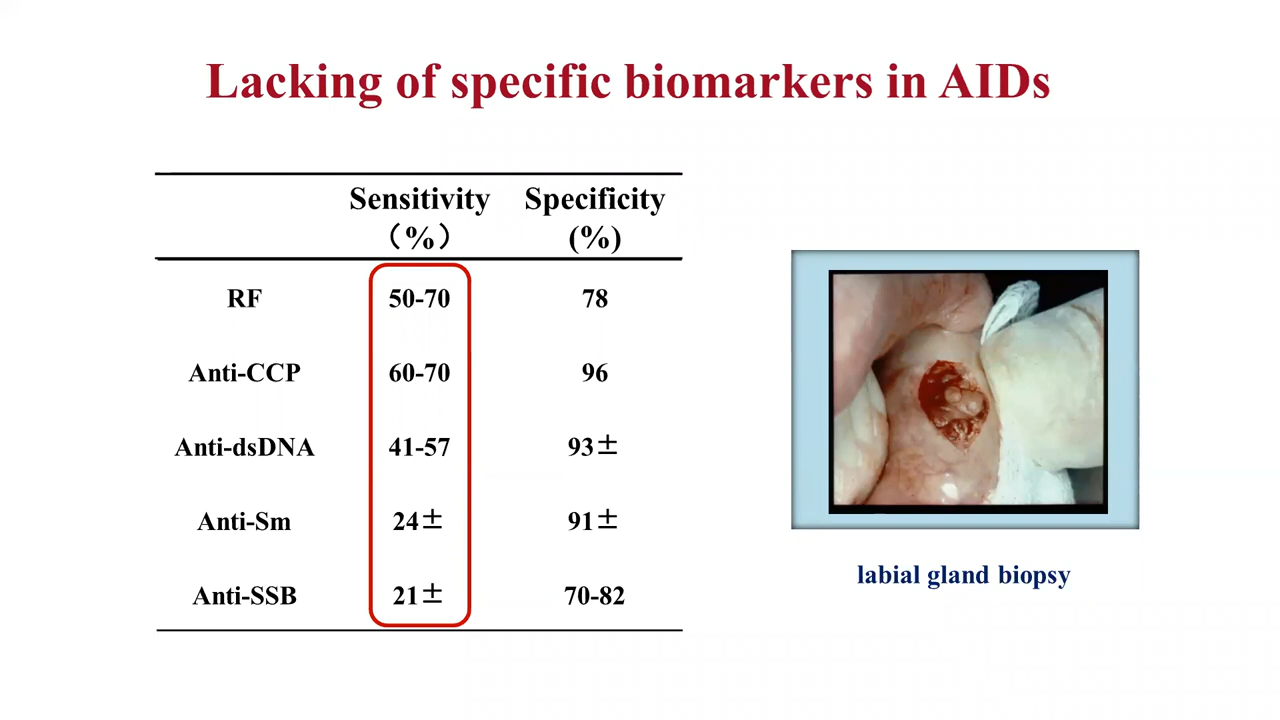 Lacking of specific biomarkers in AIDs
Sensitivity Specificity
（%） (%)
RF 50-70 78
Anti-CCP 60-70 96
Anti-dsDNA 41-57 93±
Anti-Sm 24± 91±
Anti-SSB 21± 70-82
labial gland biopsy